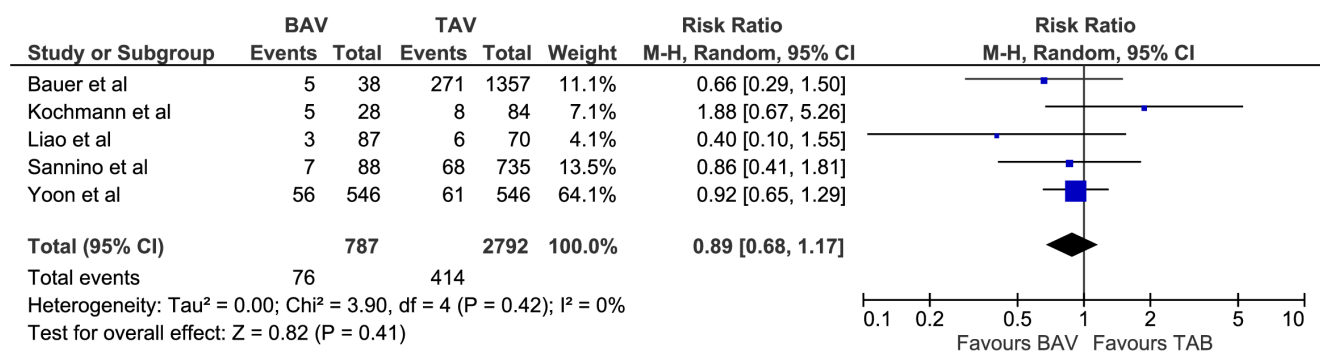 BAV TAV Risk Ratio Risk Ratio
Study or Subgroup Events Total Events Total Weight M-H, Random, 95% CI M-H, Random, 95% CI
Bauer et al 5 38 271 1357 11.1% 0.66 [0.29, 1.50]
Kochmann et al 5 28 8 84 7.1% 1.88 [0.67, 5.26]
Liao et al 3 87 6 70 4.1% 0.40 [0.10, 1.55]
Sannino et al 7 88 68 735 13.5% 0.86 [0.41, 1.81]
Yoon et al 56 546 61 546 64.1% 0.92 [0.65, 1.29]
Total (95% CI) 787 2792 100.0% 0.89 [0.68, 1.17]
Total events 76 414
Heterogeneity: Tau² = 0.00; Chi² = 3.90, df = 4 (P = 0.42); I² = 0%
Test for overall effect: Z = 0.82 (P = 0.41)
0.1 0.2 0.5 1 2 5 10
Favours BAV Favours TAB